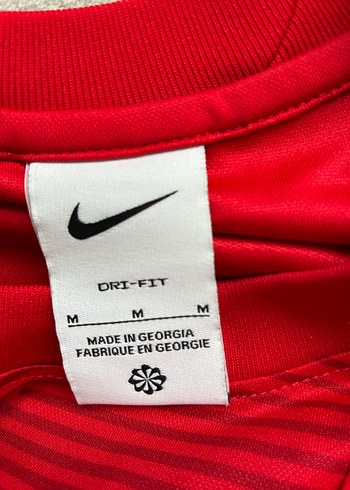 DRI-FIT
M M M
MADE IN GEORGIA
FABRIQUE EN GEORGIE